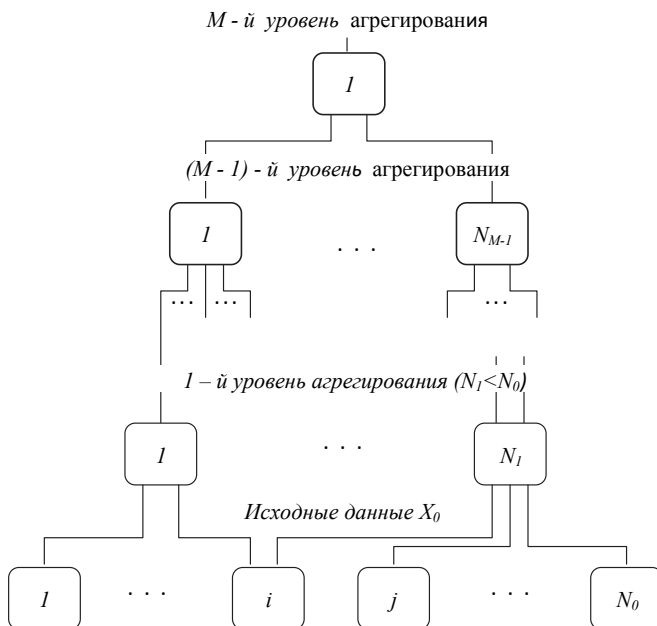 M - й уровень агрегирования
1
(M - 1) - й уровень агрегирования
1 . . . N_{M-1}
... ... ...
1 – й уровень агрегирования (N_1<N_0)
1 . . . N_1
Исходные данные X_0
1 . . . i j . . . N_0